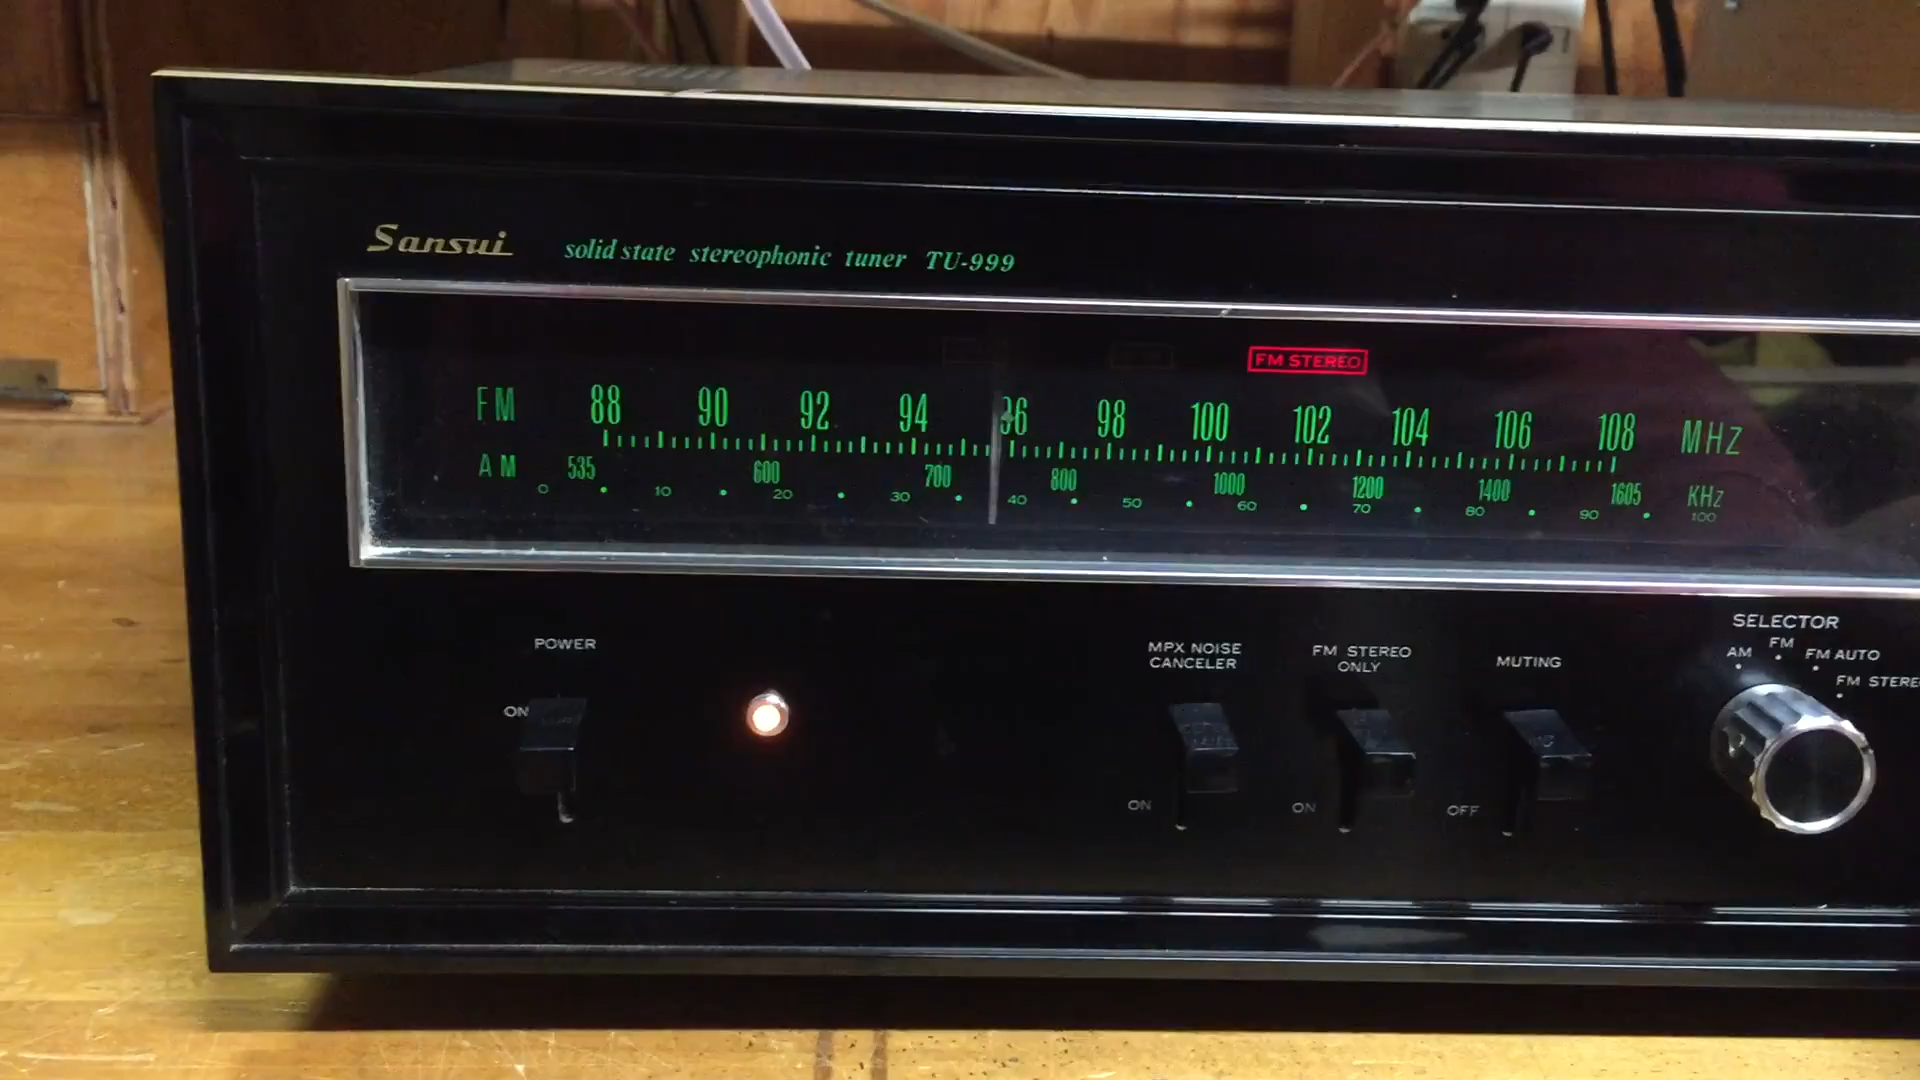 Sansui solid state stereophonic tuner TU-999
FM STEREO
FM 88 90 92 94 96 98 100 102 104 106 108 MHz
AM 535 600 700 800 1000 1200 1400 1605 KHz
0 10 20 30 40 50 60 70 80 90 100
POWER
ON
MPX NOISE
CANCELER
ON
FM STEREO
ONLY
ON
MUTING
OFF
SELECTOR
AM FM FM AUTO
FM STEREO